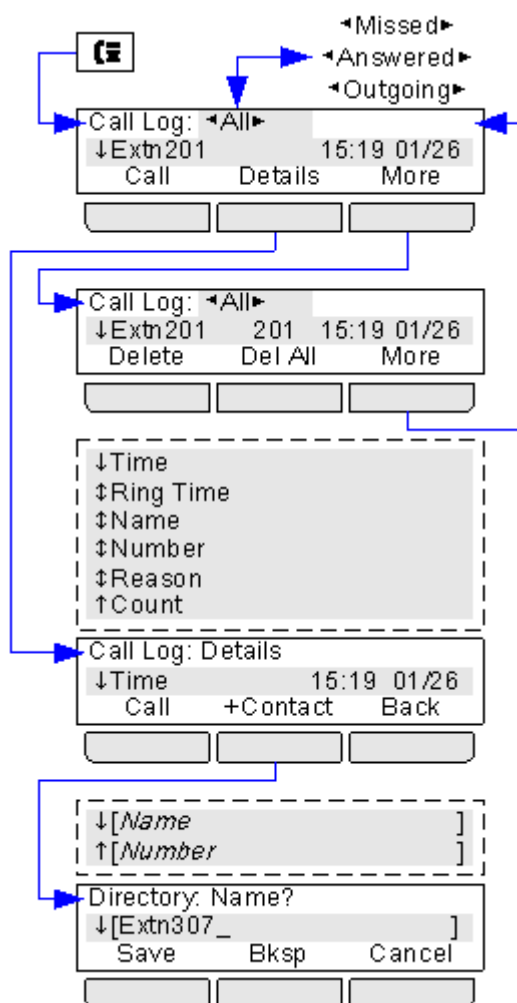 ◄Missed►
◄Answered►
◄Outgoing►
Call Log: ◄All►
↓Extn201 15:19 01/26
Call Details More
Call Log: ◄All►
↓Extn201 201 15:19 01/26
Delete Del All More
↓Time
↕Ring Time
↕Name
↕Number
↕Reason
↑Count
Call Log: Details
↓Time 15:19 01/26
Call +Contact Back
↓[Name ]
↑[Number ]
Directory: Name?
↓[Extn307_ ]
Save Bksp Cancel